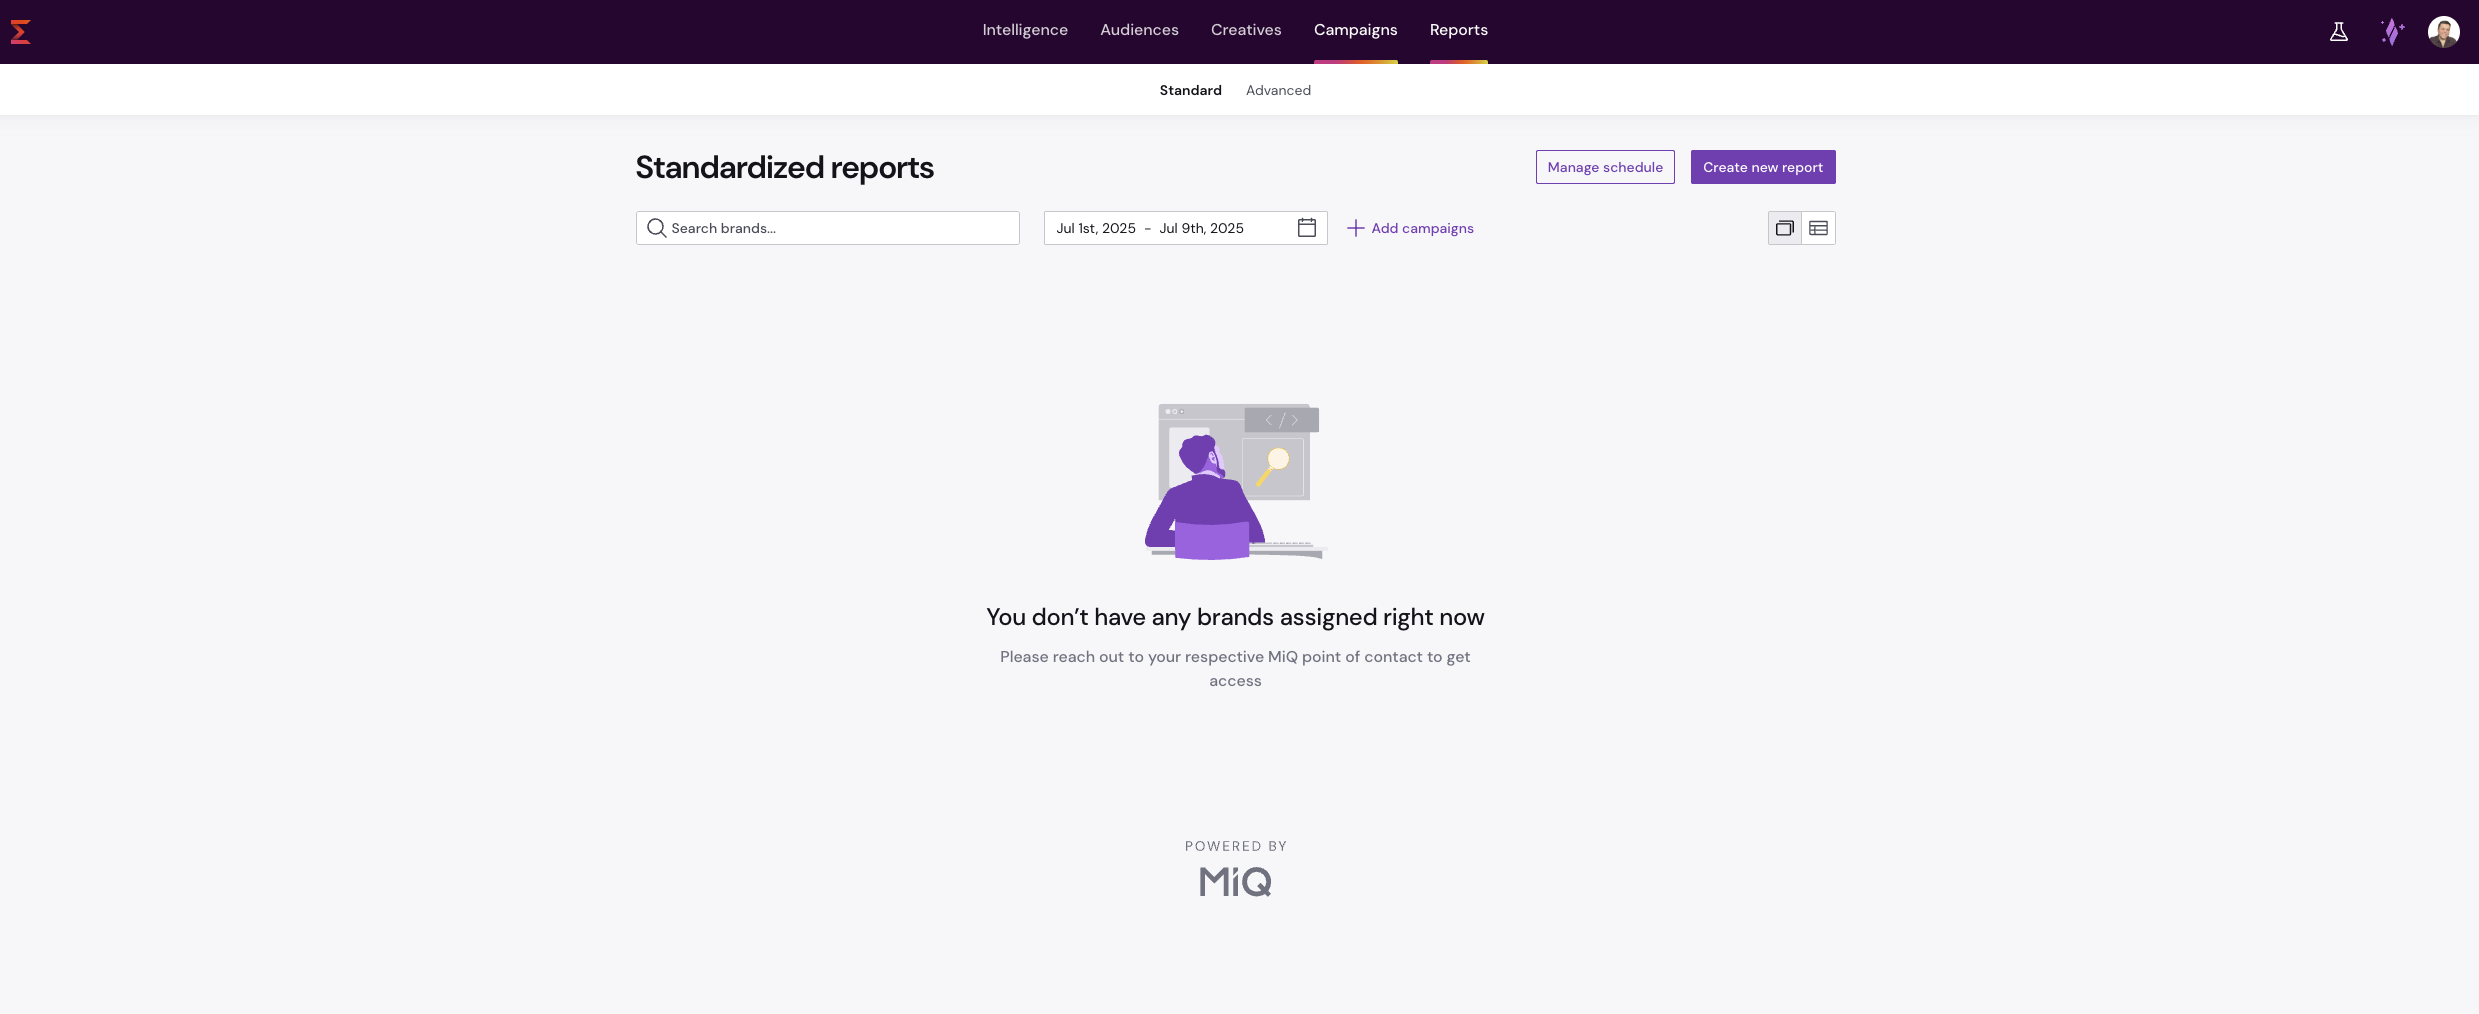 Intelligence Audiences Creatives Campaigns Reports
Standard Advanced
Standardized reports
Manage schedule
Create new report
Search brands...
Jul 1st, 2025 - Jul 9th, 2025
Add campaigns
</>
You don’t have any brands assigned right now
Please reach out to your respective MiQ point of contact to get
access
POWERED BY
MiQ